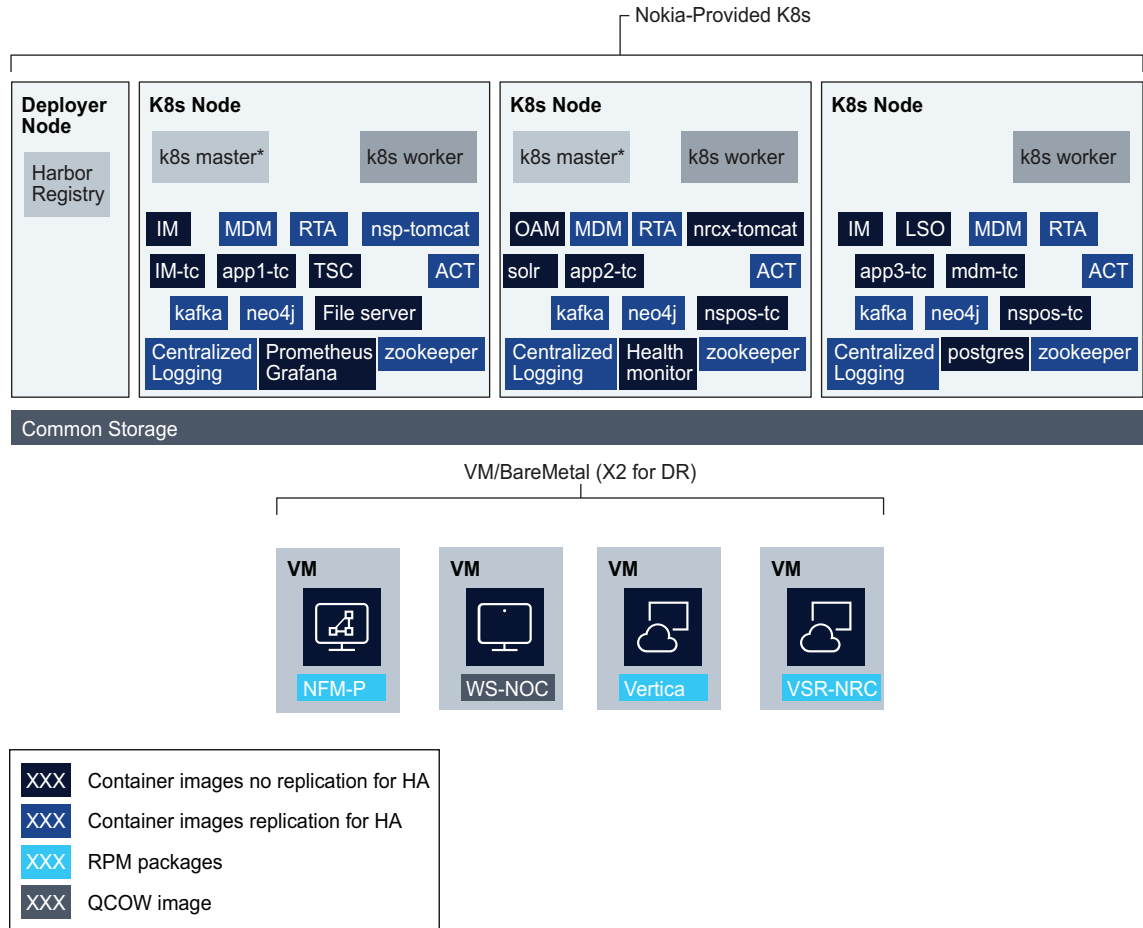 Nokia-Provided K8s
Deployer
Node
Harbor
Registry
K8s Node
k8s master*
k8s worker
IM
MDM
RTA
nsp-tomcat
IM-tc
app1-tc
TSC
ACT
kafka
neo4j
File server
Centralized
Logging
Prometheus
Grafana
zookeeper
K8s Node
k8s master*
k8s worker
OAM
MDM
RTA
nrcx-tomcat
solr
app2-tc
ACT
kafka
neo4j
nspos-tc
Centralized
Logging
Health
monitor
zookeeper
K8s Node
k8s worker
IM
LSO
MDM
RTA
app3-tc
mdm-tc
ACT
kafka
neo4j
nspos-tc
Centralized
Logging
postgres
zookeeper
Common Storage
VM/BareMetal (X2 for DR)
VM
NFM-P
VM
WS-NOC
VM
Vertica
VM
VSR-NRC
XXX Container images no replication for HA
XXX Container images replication for HA
XXX RPM packages
XXX QCOW image